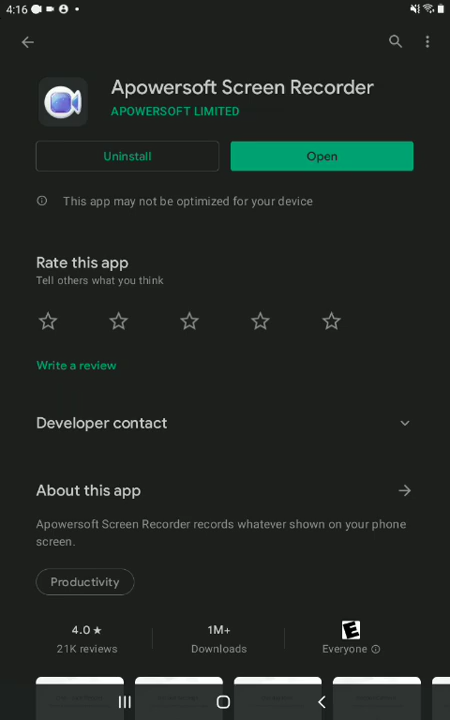 4:16
Apowersoft Screen Recorder
APOWERSOFT LIMITED
Uninstall
Open
This app may not be optimized for your device
Rate this app
Tell others what you think
Write a review
Developer contact
About this app
Apowersoft Screen Recorder records whatever shown on your phone
screen.
Productivity
4.0★ 1M+ E
21K reviews Downloads Everyone